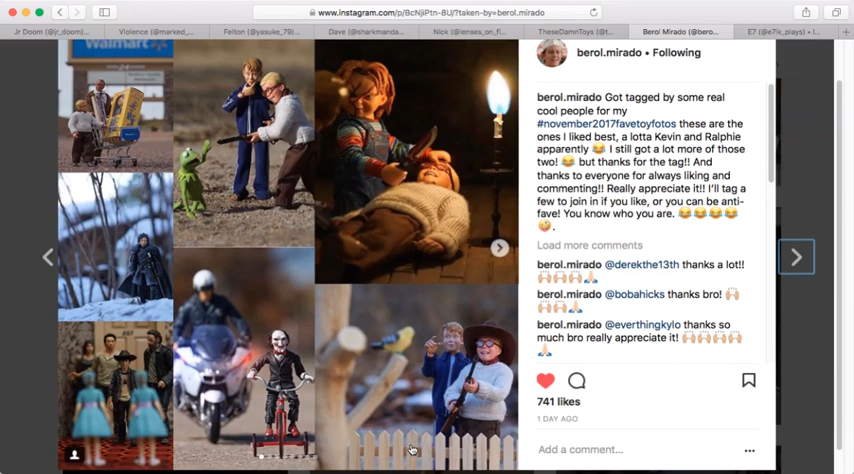 www.instagram.com/p/BcNjiPtn-8U/?taken-by=berol.mirado
Jr Doom (@jr_doom)...
Violence (@marked_...
Felton (@yasuke_79)...
Dave (@sharkmanda...
Nick (@lenses_on_fi...
TheseDamnToys (@t...
Berol Mirado (@bero...
E7 (@e7ik_plays) • I...
Walmart
berol.mirado • Following
berol.mirado Got tagged by some real
cool people for my
#november2017favetoyfotos these are the
ones I liked best, a lotta Kevin and Ralphie
apparently 😂 I still got a lot more of those
two! 😂 but thanks for the tag!! And
thanks to everyone for always liking and
commenting!! Really appreciate it!! I'll tag a
few to join in if you like, or you can be anti-
fave! You know who you are. 😂😂😂😂
🤪.
Load more comments
berol.mirado @derekthe13th thanks a lot!!
🙌🏼🙌🏼🙌🏼🙏🏼
berol.mirado @bobahicks thanks bro! 🙌🏼
🙌🏼🙌🏼🙏🏼
berol.mirado @everthingkylo thanks so
much bro really appreciate it! 🙌🏼🙌🏼🙌🏼🙌🏼
🙏🏼
741 likes
1 DAY AGO
Add a comment...